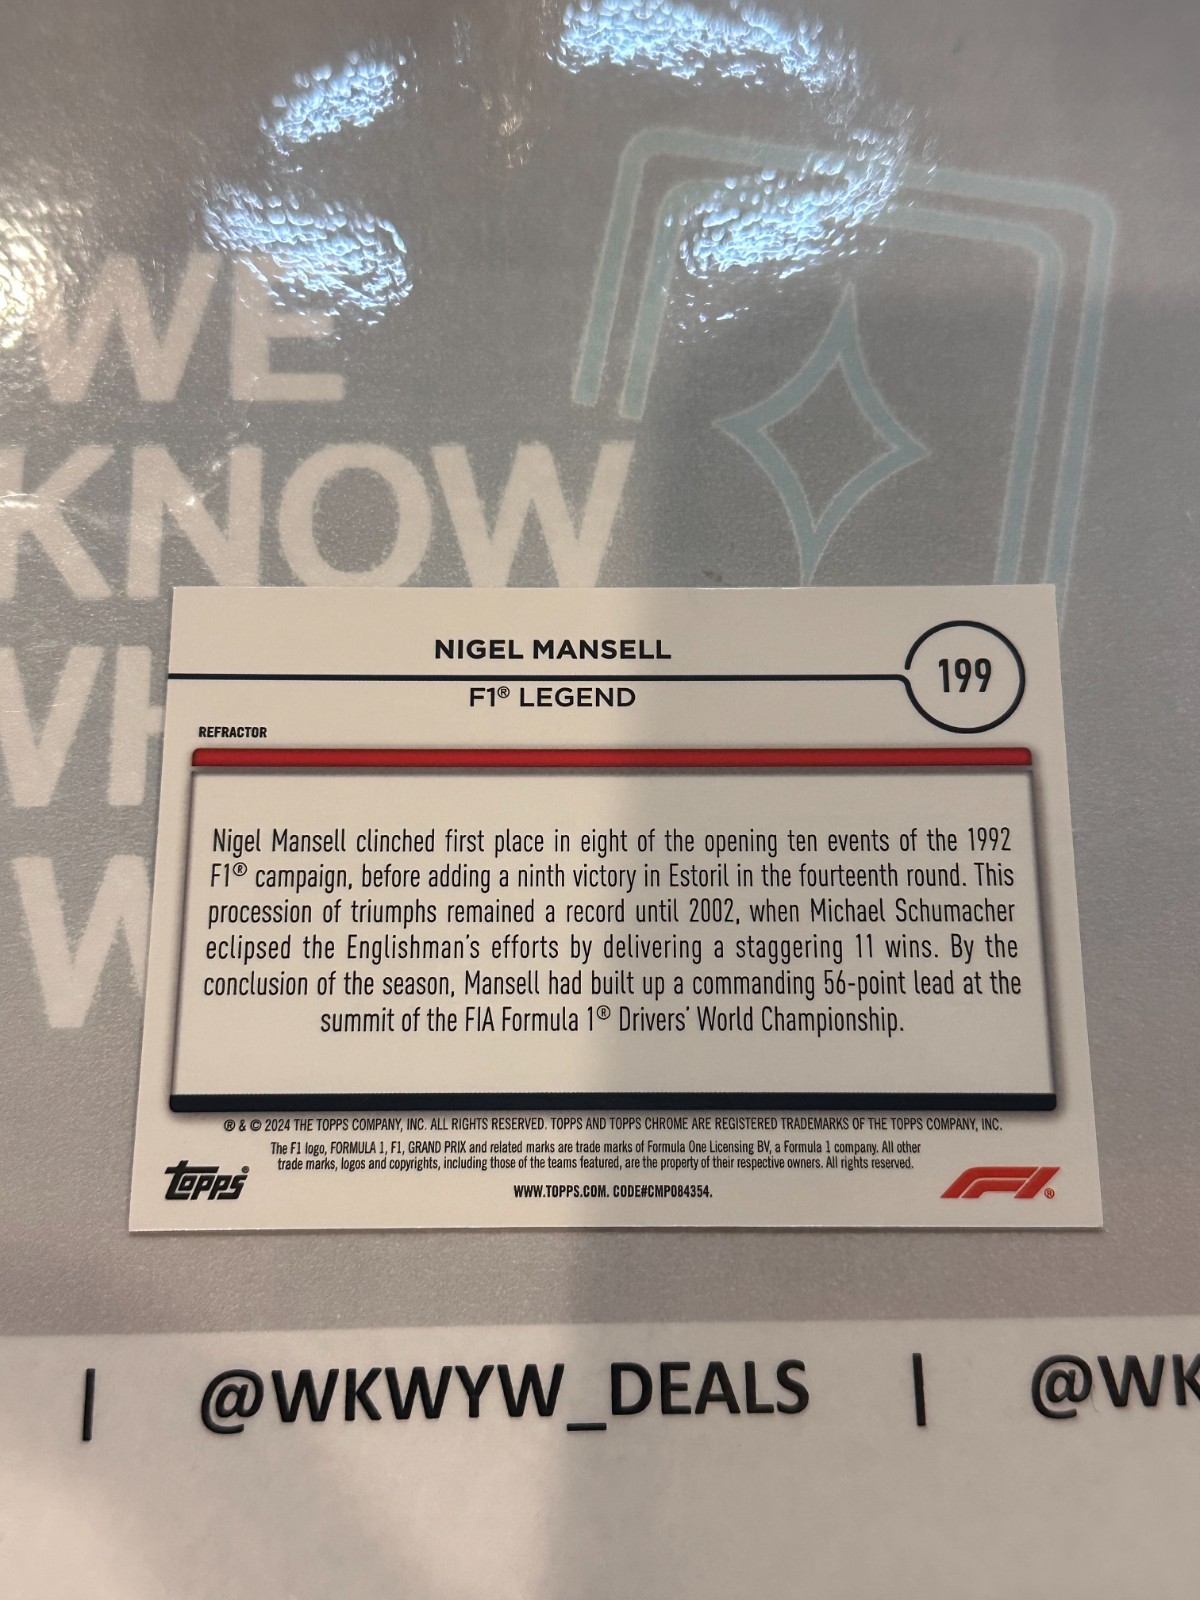 WE
KNOW
WH
W
NIGEL MANSELL
199
F1® LEGEND
REFRACTOR
Nigel Mansell clinched first place in eight of the opening ten events of the 1992
F1® campaign, before adding a ninth victory in Estoril in the fourteenth round. This
procession of triumphs remained a record until 2002, when Michael Schumacher
eclipsed the Englishman's efforts by delivering a staggering 11 wins. By the
conclusion of the season, Mansell had built up a commanding 56-point lead at the
summit of the FIA Formula 1® Drivers' World Championship.
® & © 2024 THE TOPPS COMPANY, INC. ALL RIGHTS RESERVED. TOPPS AND TOPPS CHROME ARE REGISTERED TRADEMARKS OF THE TOPPS COMPANY, INC.
The F1 logo, FORMULA 1, F1, GRAND PRIX and related marks are trade marks of Formula One Licensing BV, a Formula 1 company. All other
trade marks, logos and copyrights, including those of the teams featured, are the property of their respective owners. All rights reserved.
topps®
WWW.TOPPS.COM. CODE#CMP084354.
F1®
| @WKWYW_DEALS | @WK